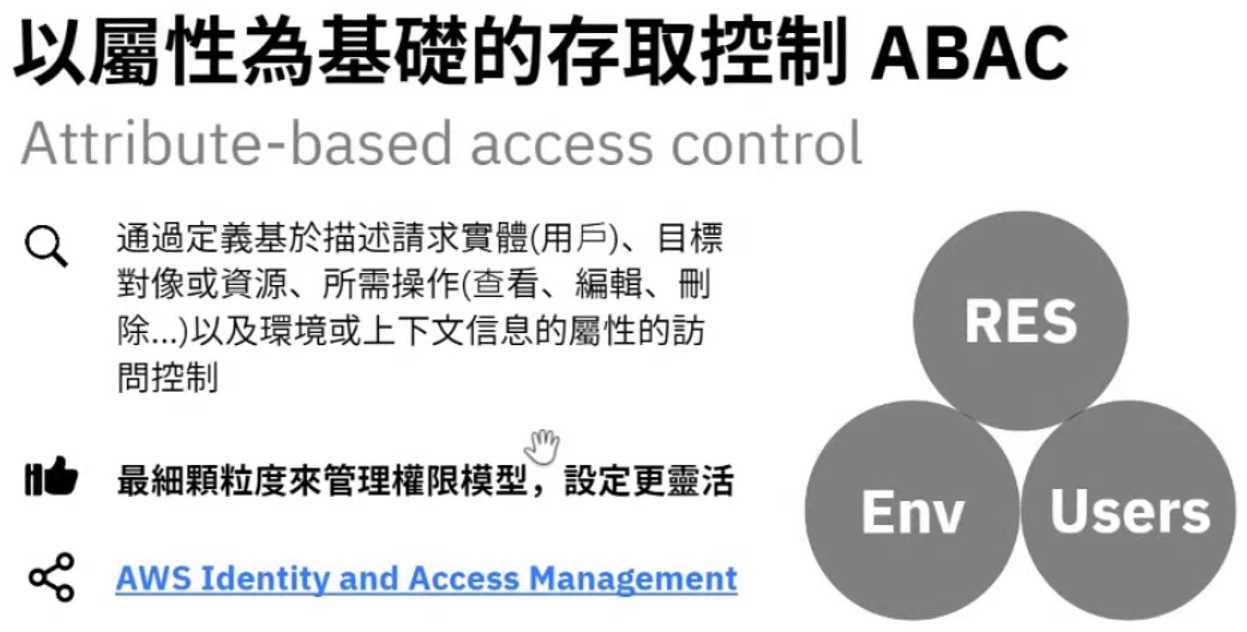 以屬性為基礎的存取控制 ABAC
Attribute-based access control
通過定義基於描述請求實體(用戶)、目標
對像或資源、所需操作(查看、編輯、刪
除...)以及環境或上下文信息的屬性的訪
問控制
最細顆粒度來管理權限模型，設定更靈活
AWS Identity and Access Management
RES
Env
Users